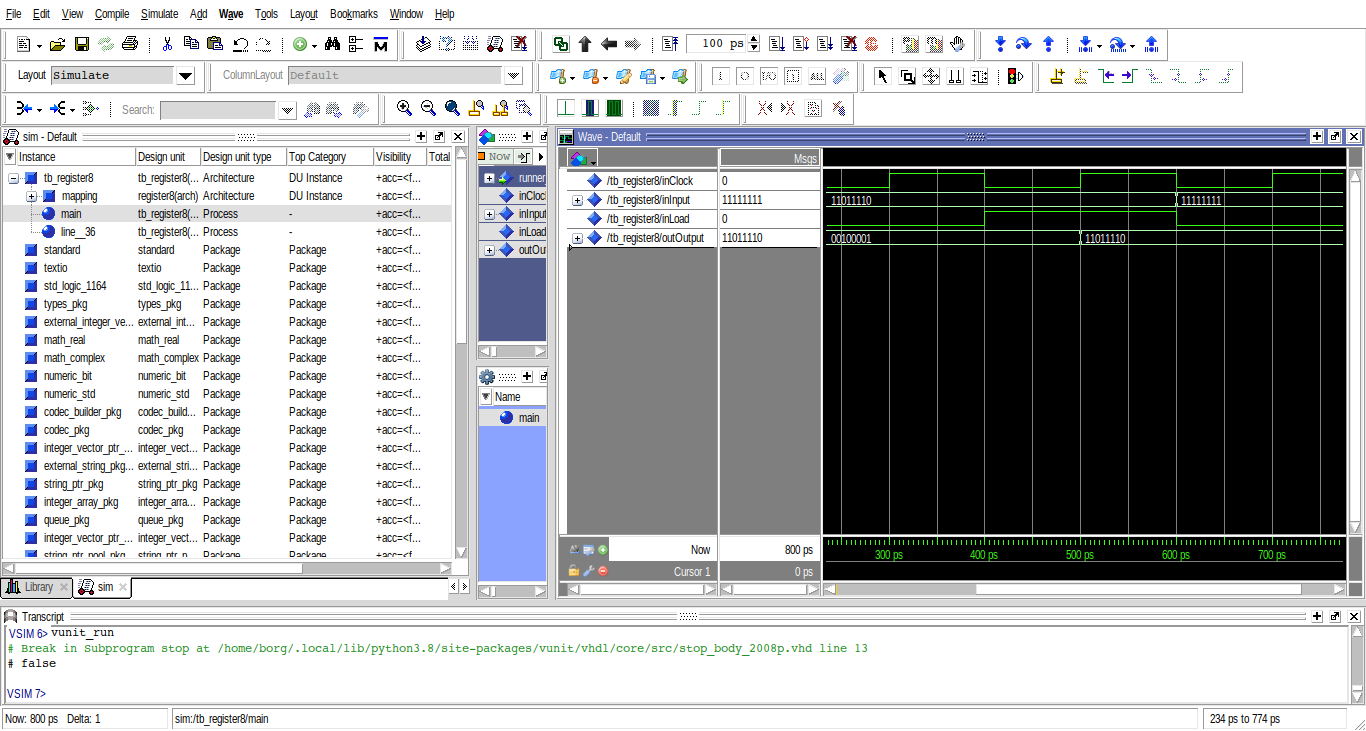 File Edit View Compile Simulate Add Wave Tools Layout Bookmarks Window Help
100 ps
Layout Simulate ColumnLayout Default
ALL
Search:
sim - Default
Instance Design unit Design unit type Top Category Visibility Total
tb_register8 tb_register8(... Architecture DU Instance +acc=<f...
mapping register8(arch) Architecture DU Instance +acc=<f...
main tb_register8(... Process - +acc=<f...
line__36 tb_register8(... Process - +acc=<f...
standard standard Package Package +acc=<f...
textio textio Package Package +acc=<f...
std_logic_1164 std_logic_11... Package Package +acc=<f...
types_pkg types_pkg Package Package +acc=<f...
external_integer_ve... external_int... Package Package +acc=<f...
math_real math_real Package Package +acc=<f...
math_complex math_complex Package Package +acc=<f...
numeric_bit numeric_bit Package Package +acc=<f...
numeric_std numeric_std Package Package +acc=<f...
codec_builder_pkg codec_build... Package Package +acc=<f...
codec_pkg codec_pkg Package Package +acc=<f...
integer_vector_ptr_... integer_vect... Package Package +acc=<f...
external_string_pkg... external_stri... Package Package +acc=<f...
string_ptr_pkg string_ptr_pkg Package Package +acc=<f...
integer_array_pkg integer_arra... Package Package +acc=<f...
queue_pkg queue_pkg Package Package +acc=<f...
integer_vector_ptr_... integer_vect... Package Package +acc=<f...
string_ptr_pool_pkg string_ptr_p... Package Package +acc=<f...
Library sim
Now
runner
inCloc
inInput
inLoad
outOu
Name
main
Wave - Default
Msgs
/tb_register8/inClock 0
/tb_register8/inInput 11111111 11011110 11111111
/tb_register8/inLoad 0
/tb_register8/outOutput 11011110 00100001 11011110
Now 800 ps 300 ps 400 ps 500 ps 600 ps 700 ps
Cursor 1 0 ps
Transcript
VSIM 6> vunit_run
# Break in Subprogram stop at /home/borg/.local/lib/python3.8/site-packages/vunit/vhdl/core/src/stop_body_2008p.vhd line 13
# false
VSIM 7>
Now: 800 ps Delta: 1 sim:/tb_register8/main 234 ps to 774 ps